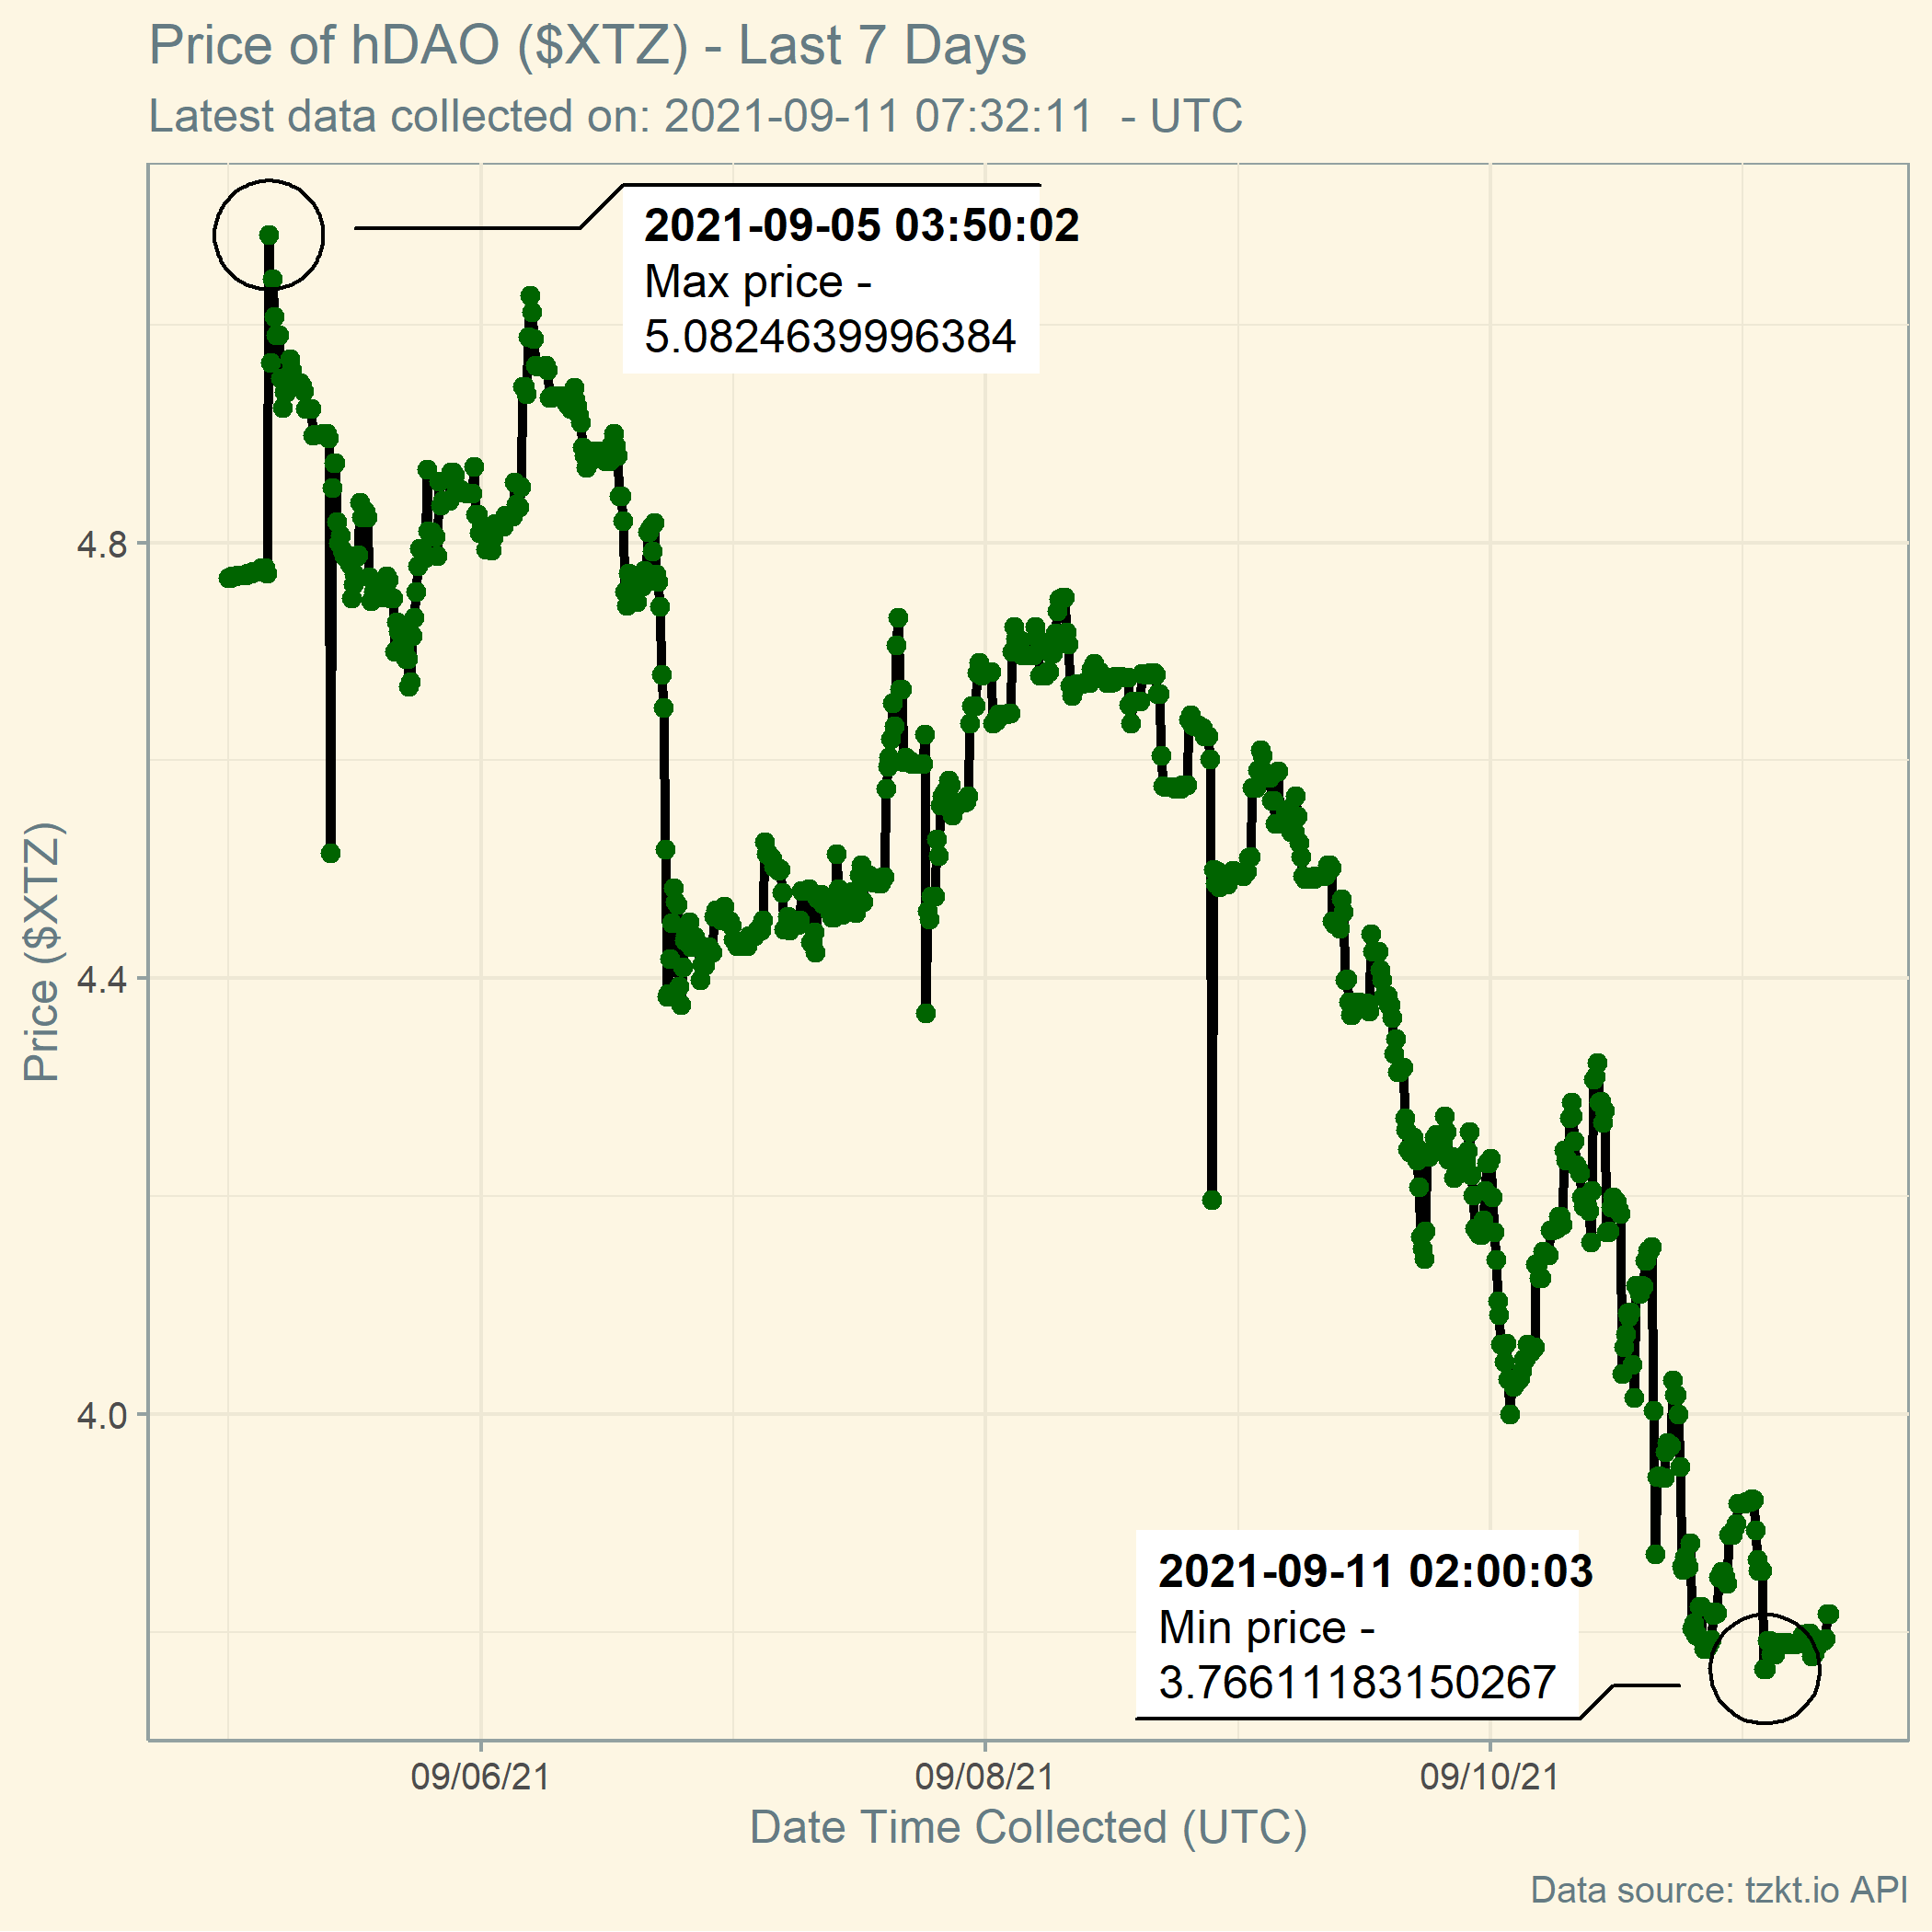 Price of hDAO ($XTZ) - Last 7 Days
Latest data collected on: 2021-09-11 07:32:11  - UTC
2021-09-05 03:50:02
Max price -
5.0824639996384
4.8
4.4
4.0
Price ($XTZ)
2021-09-11 02:00:03
Min price -
3.76611183150267
09/06/21
09/08/21
09/10/21
Date Time Collected (UTC)
Data source: tzkt.io API